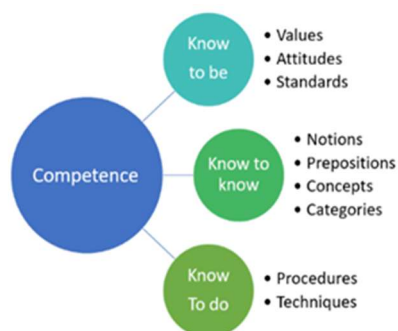 Competence
Know
to be
• Values
• Attitudes
• Standards
Know to
know
• Notions
• Prepositions
• Concepts
• Categories
Know
To do
• Procedures
• Techniques